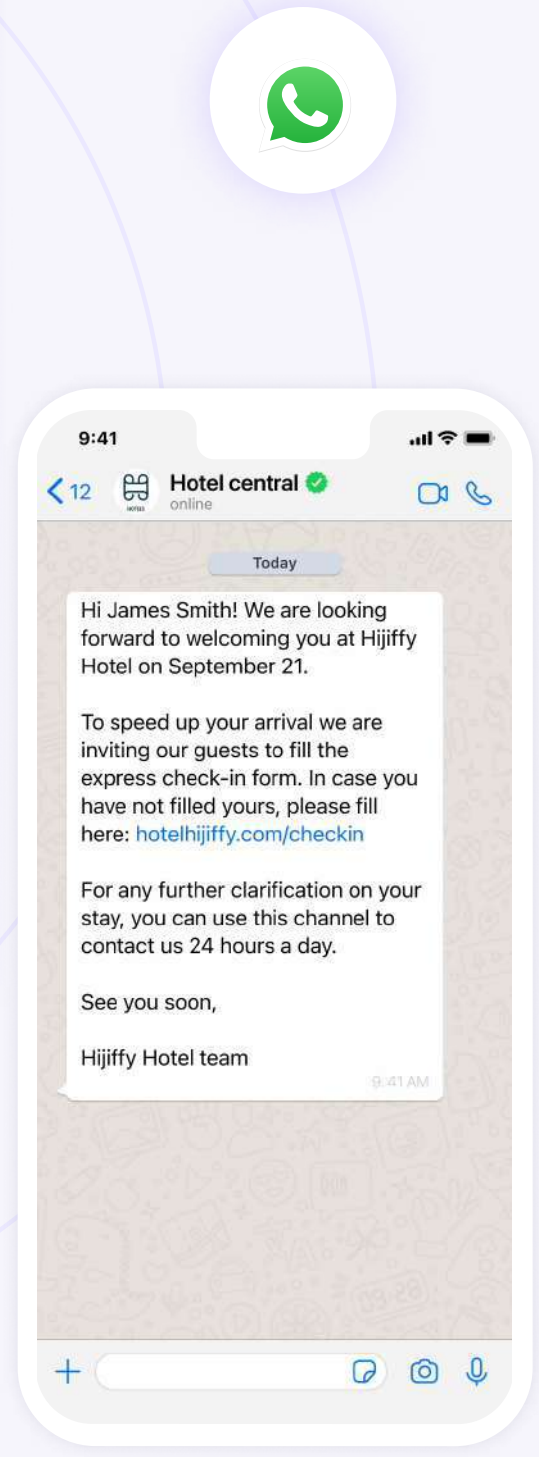 9:41
12
HOTELS
Hotel central
online
Today
Hi James Smith! We are looking
forward to welcoming you at Hijiffy
Hotel on September 21.
To speed up your arrival we are
inviting our guests to fill the
express check-in form. In case you
have not filled yours, please fill
here: hotelhijiffy.com/checkin
For any further clarification on your
stay, you can use this channel to
contact us 24 hours a day.
See you soon,
Hijiffy Hotel team
9:41 AM
09:28